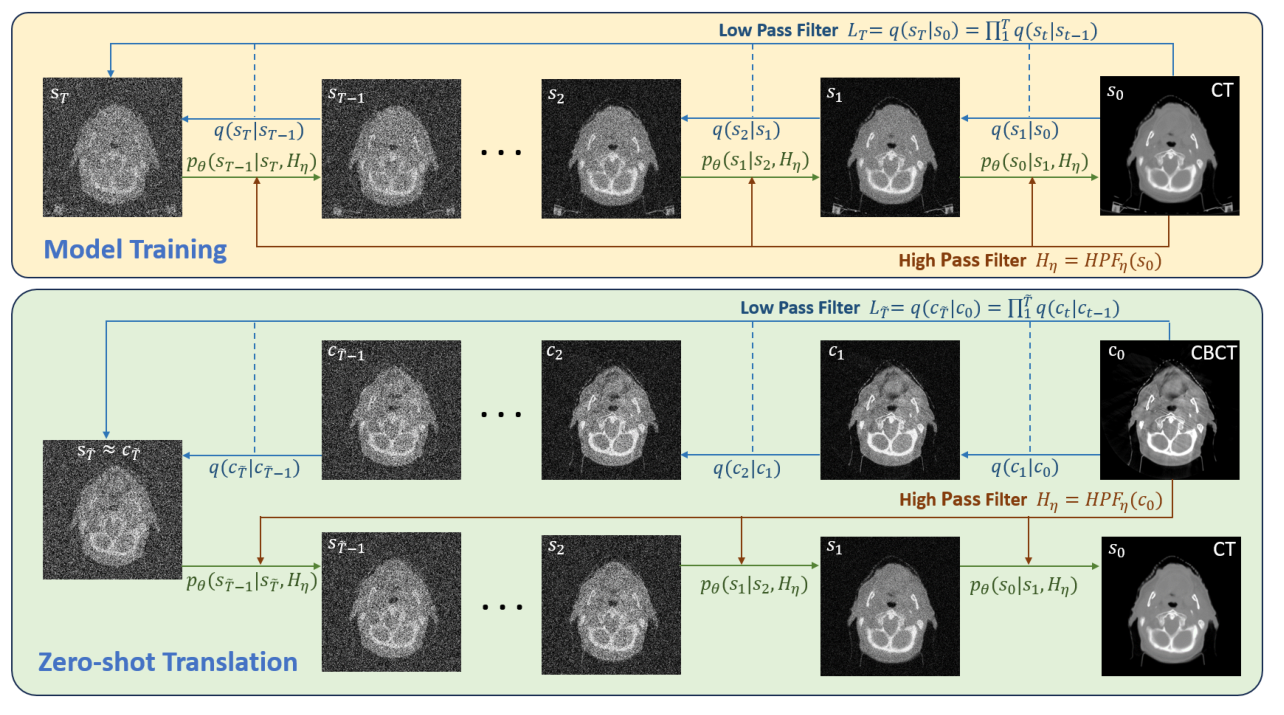 Low Pass Filter L_T = q(s_T|s_0) = ∏_1^T q(s_t|s_{t−1})
s_T s_{T−1} s_2 s_1 s_0 CT
q(s_T|s_{T−1}) q(s_2|s_1) q(s_1|s_0)
p_θ(s_{T−1}|s_T, H_η) . . . p_θ(s_1|s_2, H_η) p_θ(s_0|s_1, H_η)
Model Training
High Pass Filter H_η = HPF_η(s_0)
Low Pass Filter L_T̃ = q(c_T̃|c_0) = ∏_1^T̃ q(c_t|c_{t−1})
c_{T̃−1} c_2 c_1 c_0 CBCT
. . .
s_T̃ ≈ c_T̃
q(c_T̃|c_{T̃−1}) q(c_2|c_1) q(c_1|c_0)
High Pass Filter H_η = HPF_η(c_0)
s_{T̃−1} s_2 s_1 s_0 CT
p_θ(s_{T̃−1}|s_T̃, H_η) . . . p_θ(s_1|s_2, H_η) p_θ(s_0|s_1, H_η)
Zero-shot Translation